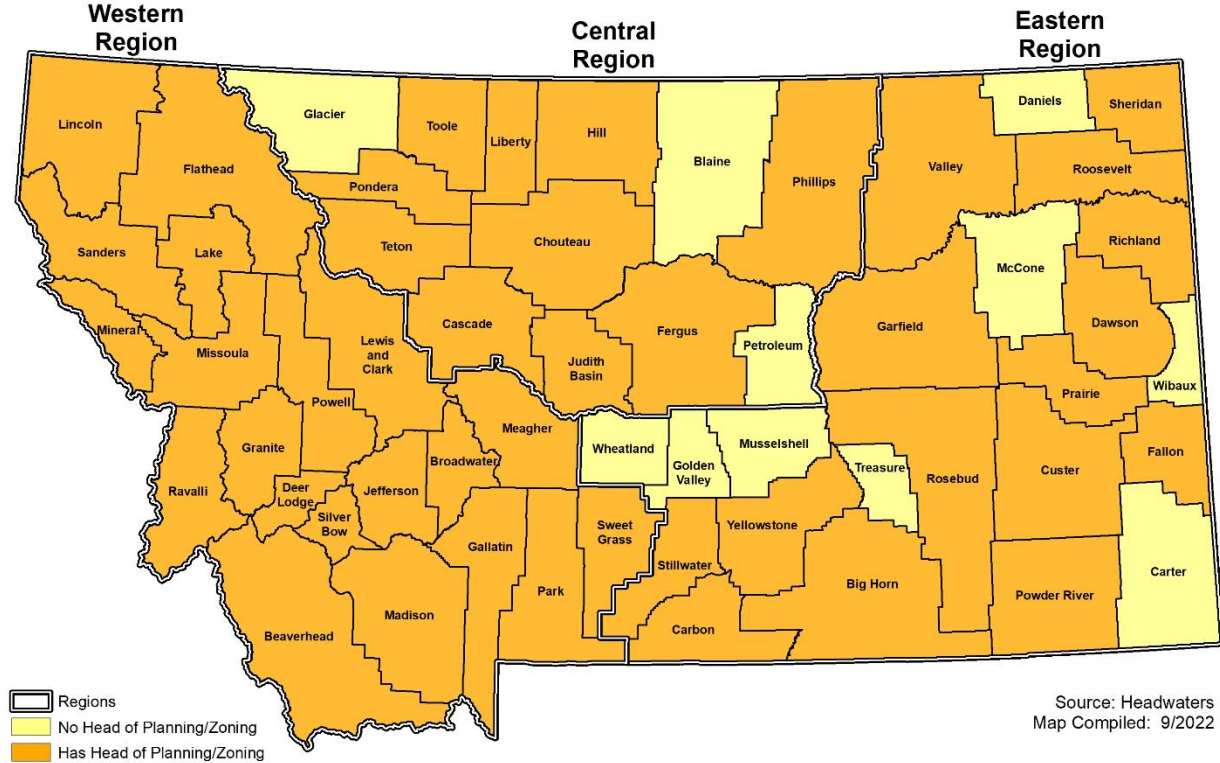 Western
Region
Central
Region
Eastern
Region
Lincoln
Flathead
Glacier
Toole
Liberty
Hill
Blaine
Phillips
Valley
Daniels
Sheridan
Roosevelt
Pondera
Teton
Chouteau
Sanders
Lake
McCone
Richland
Mineral
Missoula
Lewis
and
Clark
Cascade
Judith
Basin
Fergus
Petroleum
Garfield
Dawson
Wibaux
Prairie
Powell
Granite
Ravalli
Deer
Lodge
Silver
Bow
Jefferson
Broadwater
Meagher
Wheatland
Golden
Valley
Musselshell
Treasure
Rosebud
Custer
Fallon
Gallatin
Park
Sweet
Grass
Stillwater
Yellowstone
Carbon
Big Horn
Powder River
Carter
Beaverhead
Madison
Regions
No Head of Planning/Zoning
Has Head of Planning/Zoning
Source: Headwaters
Map Compiled: 9/2022